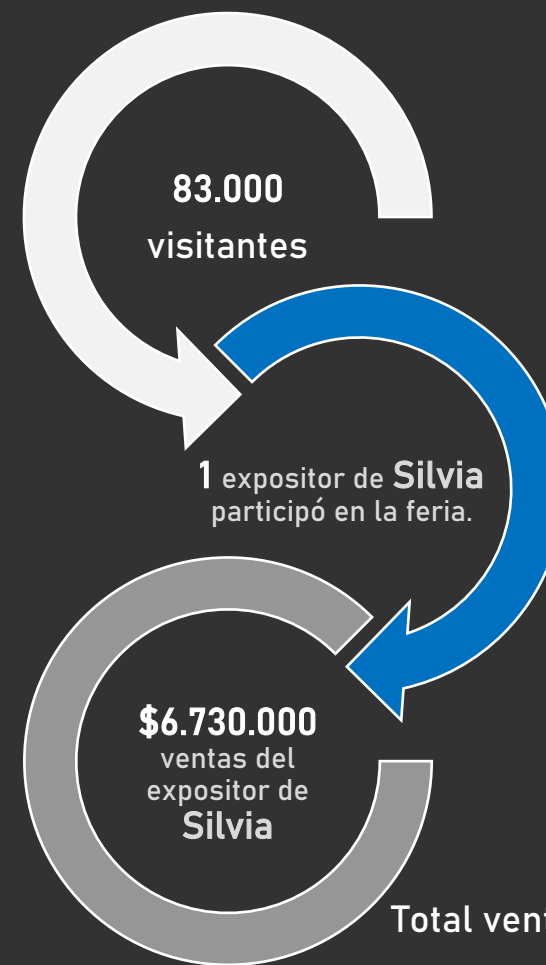 83.000
visitantes
1 expositor de Silvia
participó en la feria.
$6.730.000
ventas del
expositor de
Silvia
Total